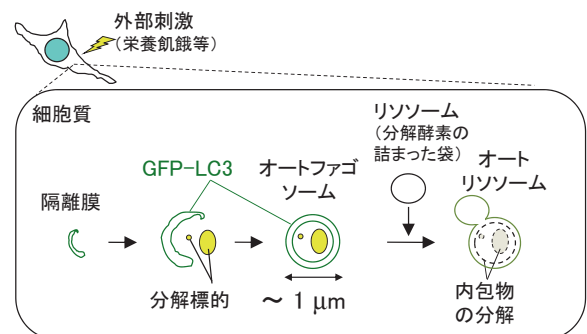 外部刺激
(栄養飢餓等)
細胞質
リソソーム
(分解酵素の
詰まった袋)
オート
リソソーム
GFP-LC3
オートファゴ
ソーム
隔離膜
分解標的
~ 1 μm
内包物
の分解